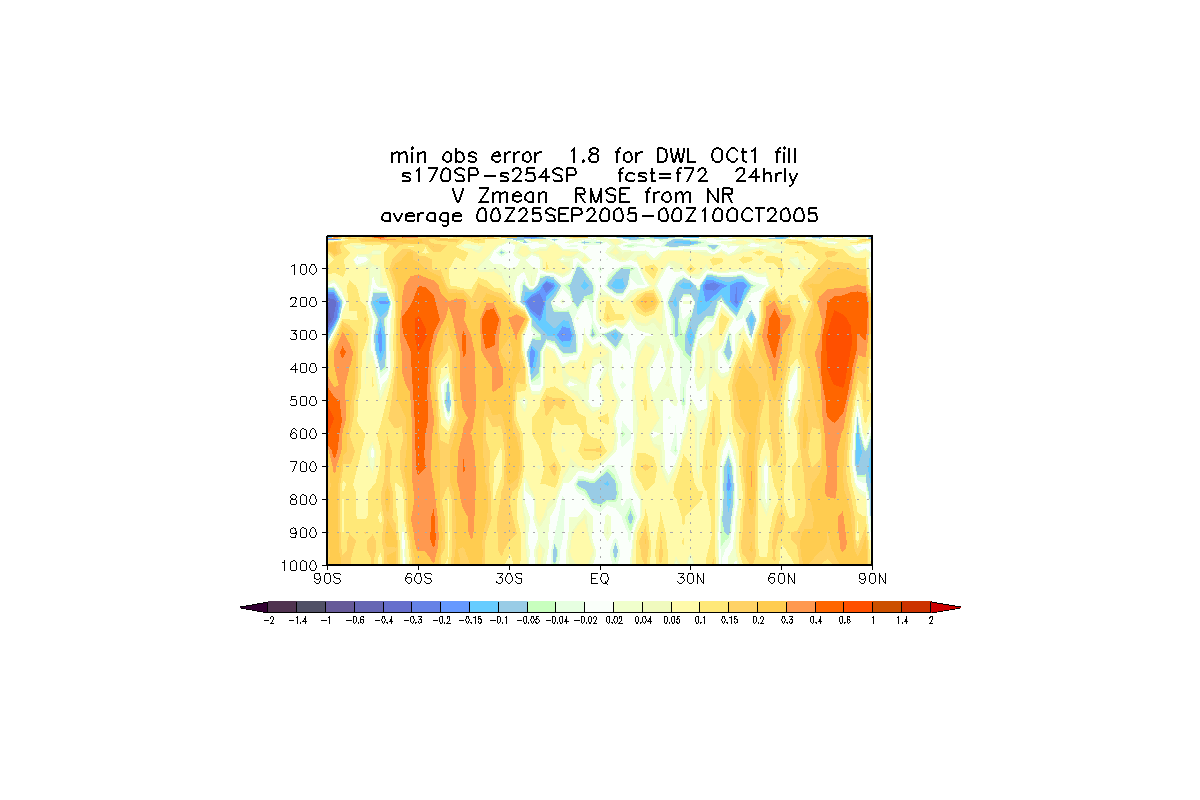 min obs error 1.8 for DWL OCt1 fill
s170SP-s254SP fcst=f72 24hrly
V Zmean RMSE from NR
average 00Z25SEP2005-00Z10OCT2005
100
200
300
400
500
600
700
800
900
1000
90S 60S 30S EQ 30N 60N 90N
-2 -1.4 -1 -0.6 -0.4 -0.3 -0.2 -0.15 -0.1 -0.05 -0.04 -0.02 0.02 0.04 0.05 0.1 0.15 0.2 0.3 0.4 0.6 1 1.4 2